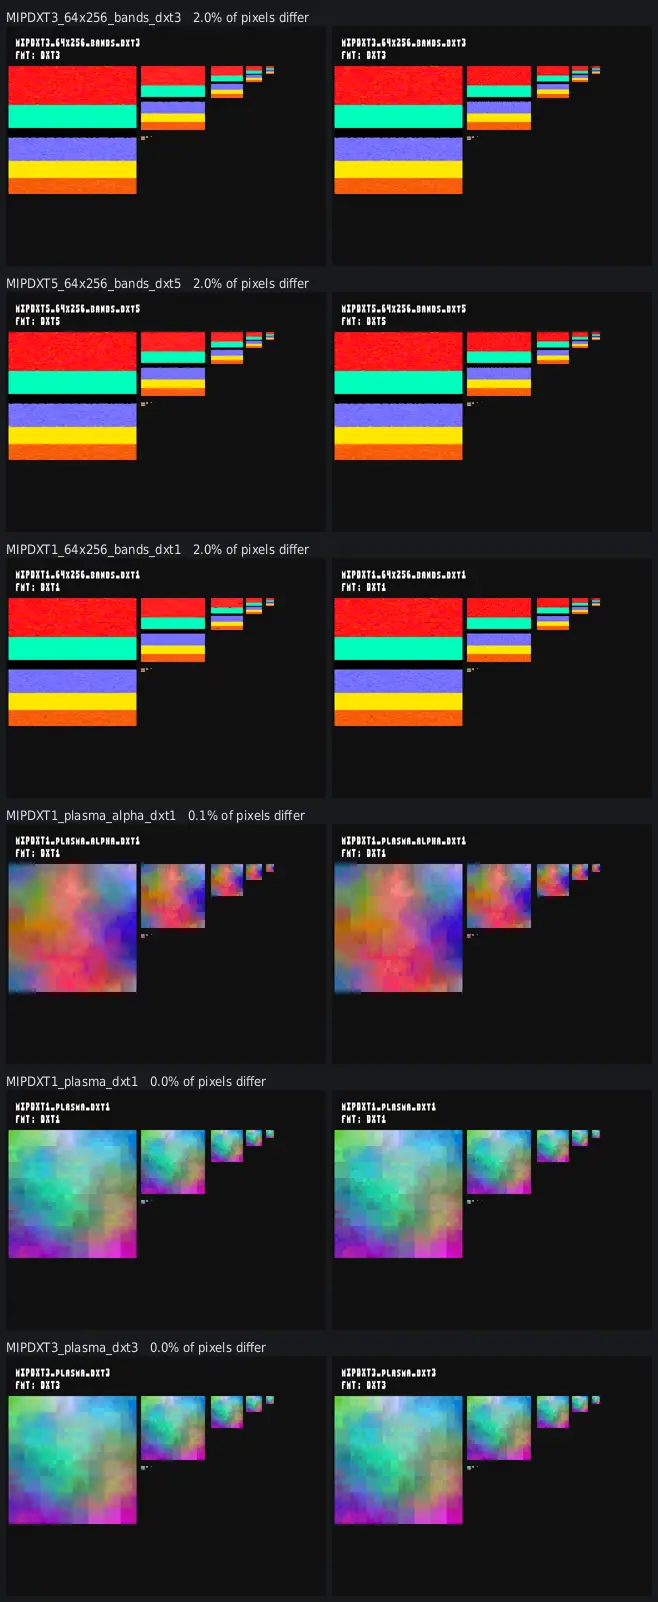 MIPDXT3_64x256_bands_dxt3 2.0% of pixels differ
MIPDXT3_64x256_BANDS_DXT3 MIPDXT3_64x256_BANDS_DXT3
FMT: DXT3 FMT: DXT3
MIPDXT5_64x256_bands_dxt5 2.0% of pixels differ
MIPDXT5_64x256_BANDS_DXT5 MIPDXT5_64x256_BANDS_DXT5
FMT: DXT5 FMT: DXT5
MIPDXT1_64x256_bands_dxt1 2.0% of pixels differ
MIPDXT1_64x256_BANDS_DXT1 MIPDXT1_64x256_BANDS_DXT1
FMT: DXT1 FMT: DXT1
MIPDXT1_plasma_alpha_dxt1 0.1% of pixels differ
MIPDXT1_PLASMA_ALPHA_DXT1 MIPDXT1_PLASMA_ALPHA_DXT1
FMT: DXT1 FMT: DXT1
MIPDXT1_plasma_dxt1 0.0% of pixels differ
MIPDXT1_PLASMA_DXT1 MIPDXT1_PLASMA_DXT1
FMT: DXT1 FMT: DXT1
MIPDXT3_plasma_dxt3 0.0% of pixels differ
MIPDXT3_PLASMA_DXT3 MIPDXT3_PLASMA_DXT3
FMT: DXT3 FMT: DXT3